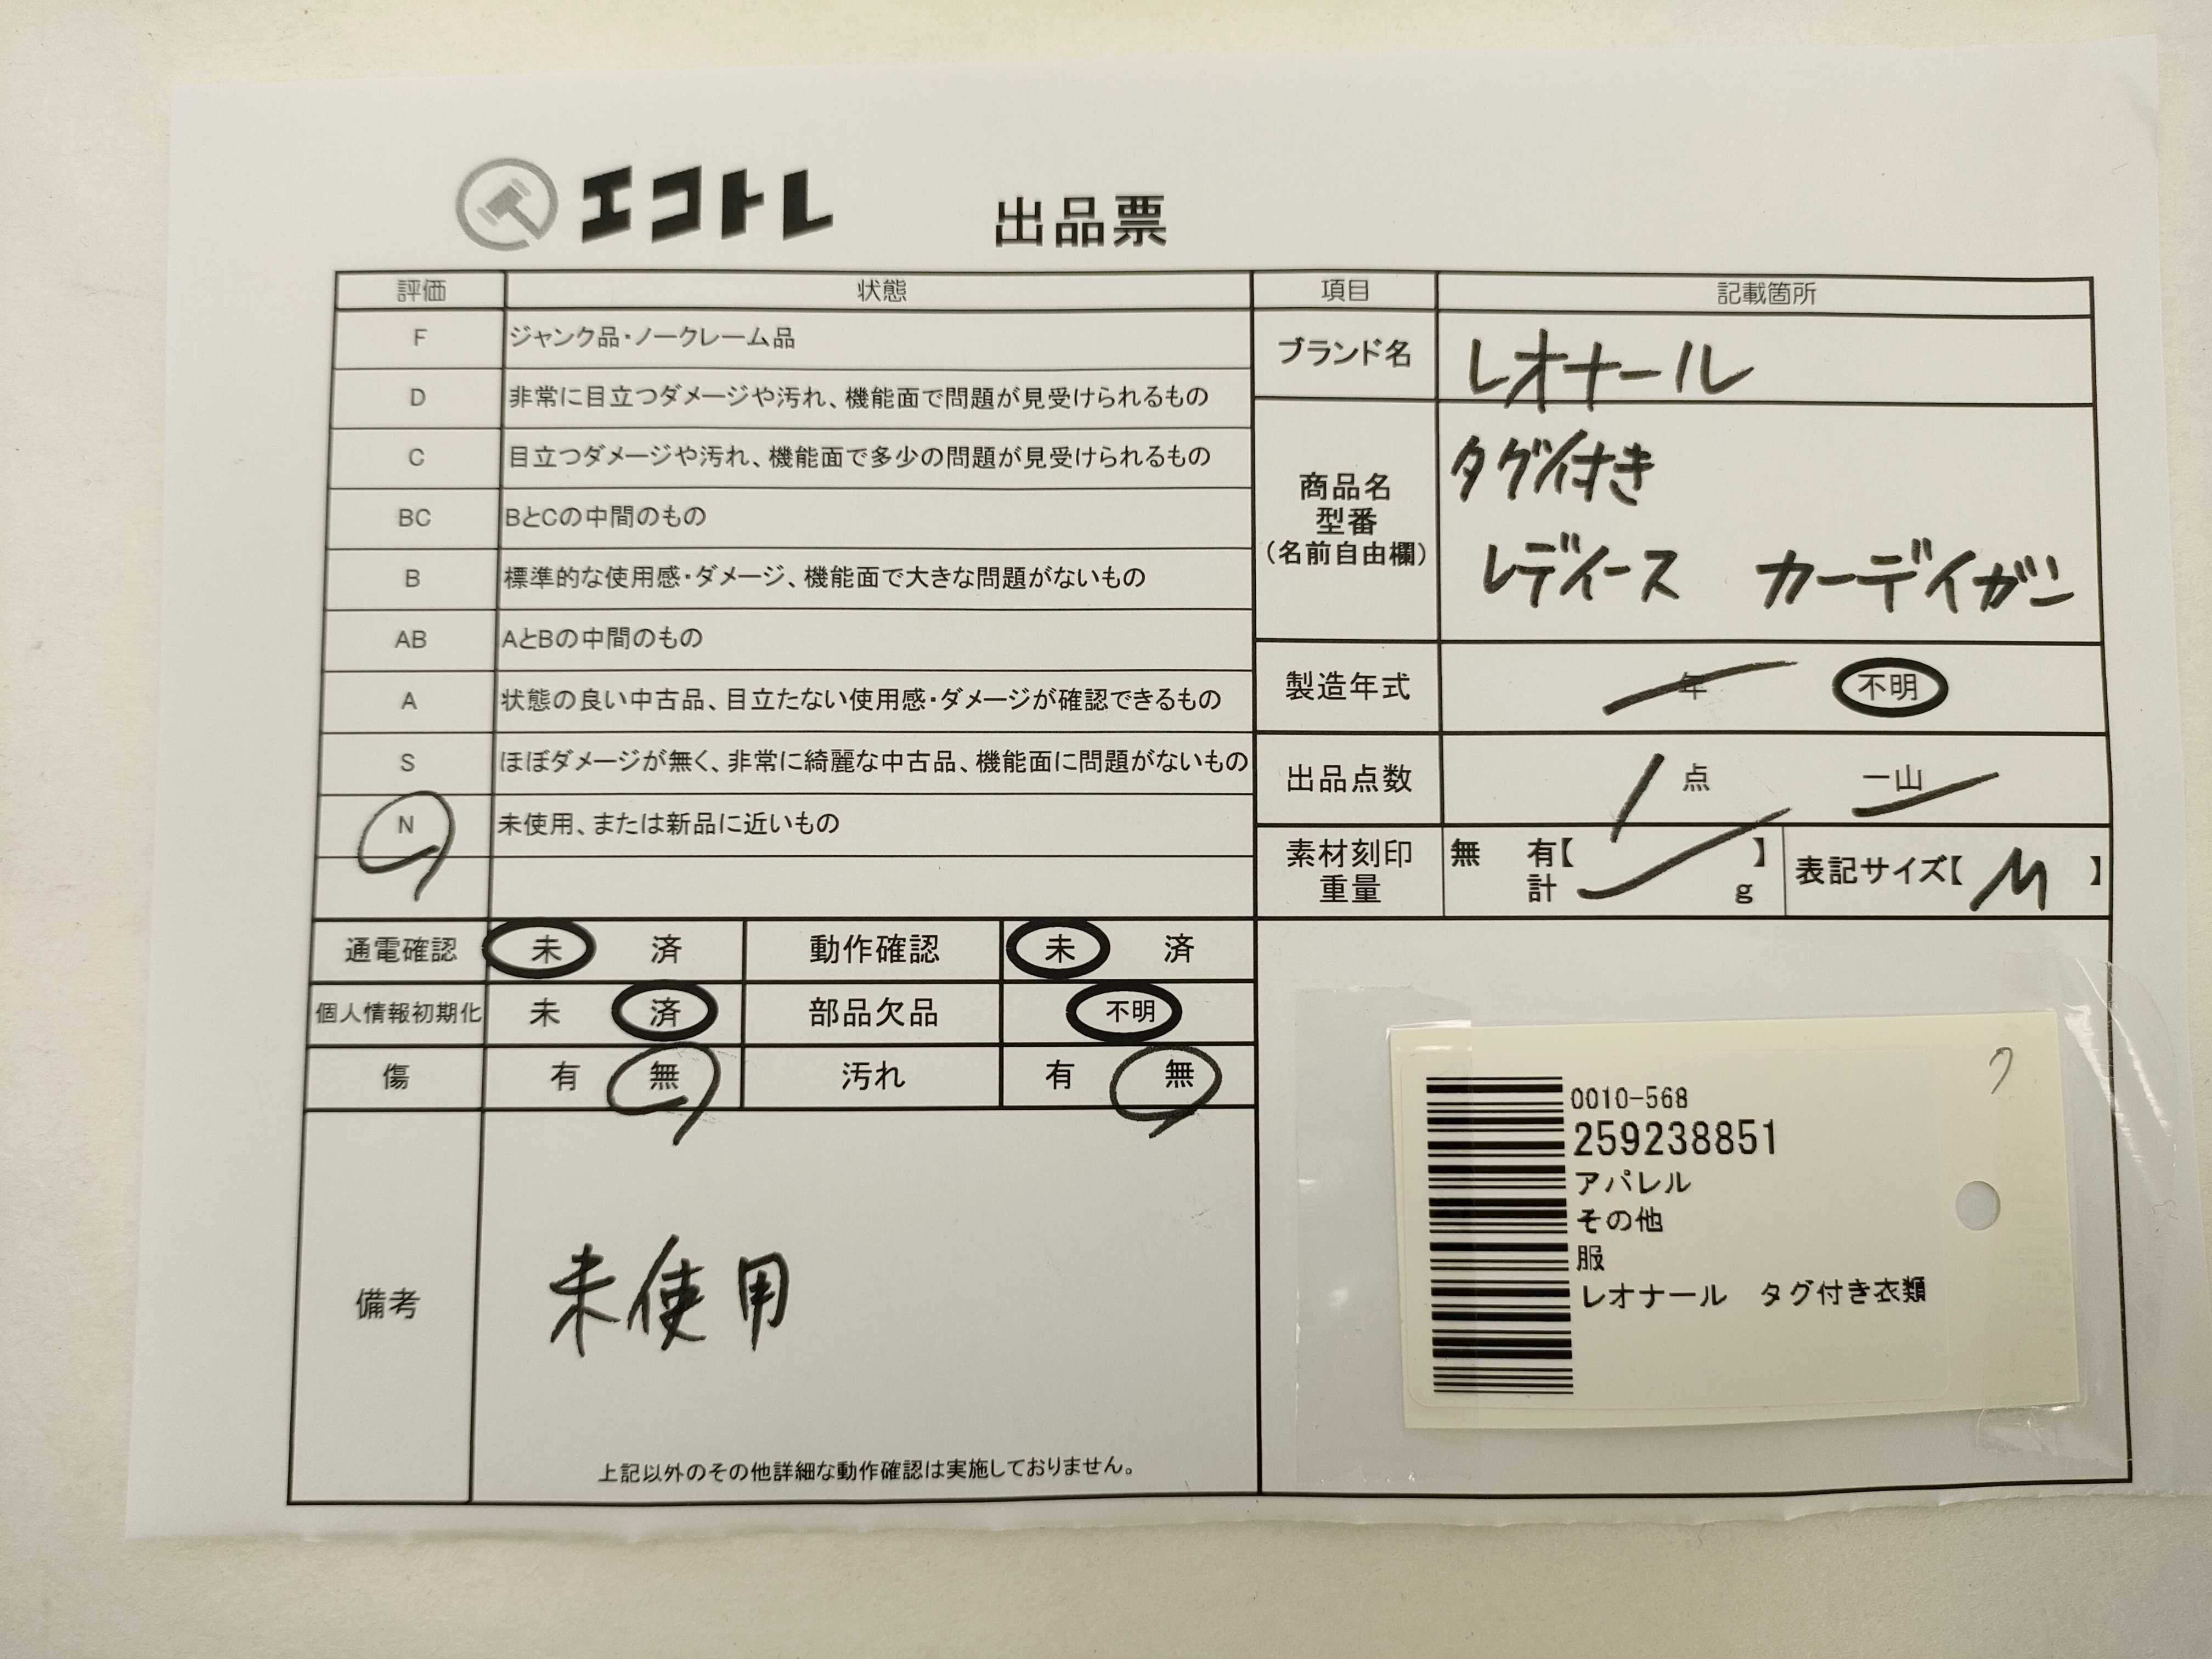 エコトレ 出品票
評価 状態
F ジャンク品・ノークレーム品
D 非常に目立つダメージや汚れ、機能面で問題が見受けられるもの
C 目立つダメージや汚れ、機能面で多少の問題が見受けられるもの
BC BとCの中間のもの
B 標準的な使用感・ダメージ、機能面で大きな問題がないもの
AB AとBの中間のもの
A 状態の良い中古品、目立たない使用感・ダメージが確認できるもの
S ほぼダメージが無く、非常に綺麗な中古品、機能面に問題がないもの
N 未使用、または新品に近いもの
項目 記載箇所
ブランド名 レオナール
商品名
型番
(名前自由欄)
タグ付き
レディース カーディガン
製造年式 年 不明
出品点数 1 点 一山
素材刻印
重量
無 有【 】
計 g
表記サイズ【 M 】
通電確認 未 済 動作確認 未 済
個人情報初期化 未 済 部品欠品 不明
傷 有 無 汚れ 有 無
備考 未使用
上記以外のその他詳細な動作確認は実施しておりません。
0010-568
259238851
アパレル
その他
服
レオナール タグ付き衣類